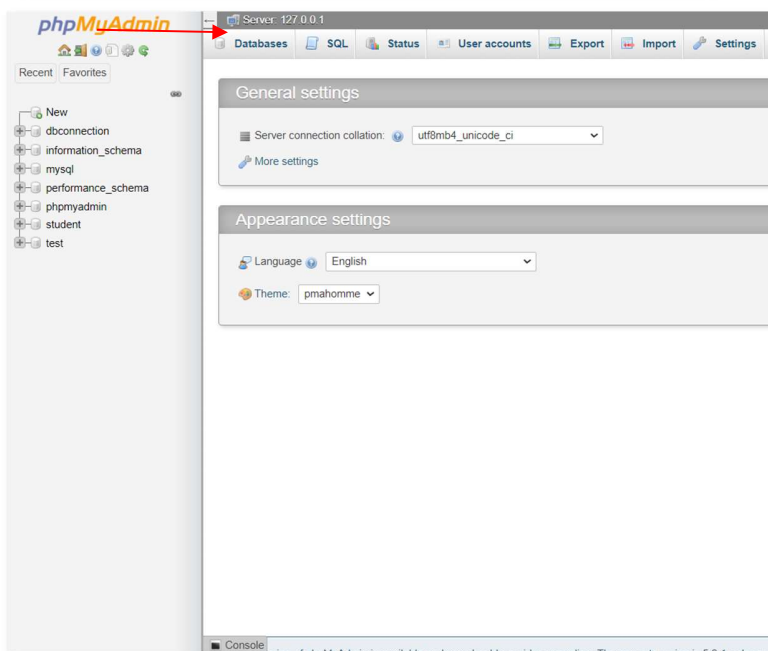 phpMyAdmin
Server: 127.0.0.1
Databases SQL Status User accounts Export Import Settings
Recent Favorites
New
dbconnection
information_schema
mysql
performance_schema
phpmyadmin
student
test
General settings
Server connection collation: utf8mb4_unicode_ci
More settings
Appearance settings
Language English
Theme: pmahomme
Console